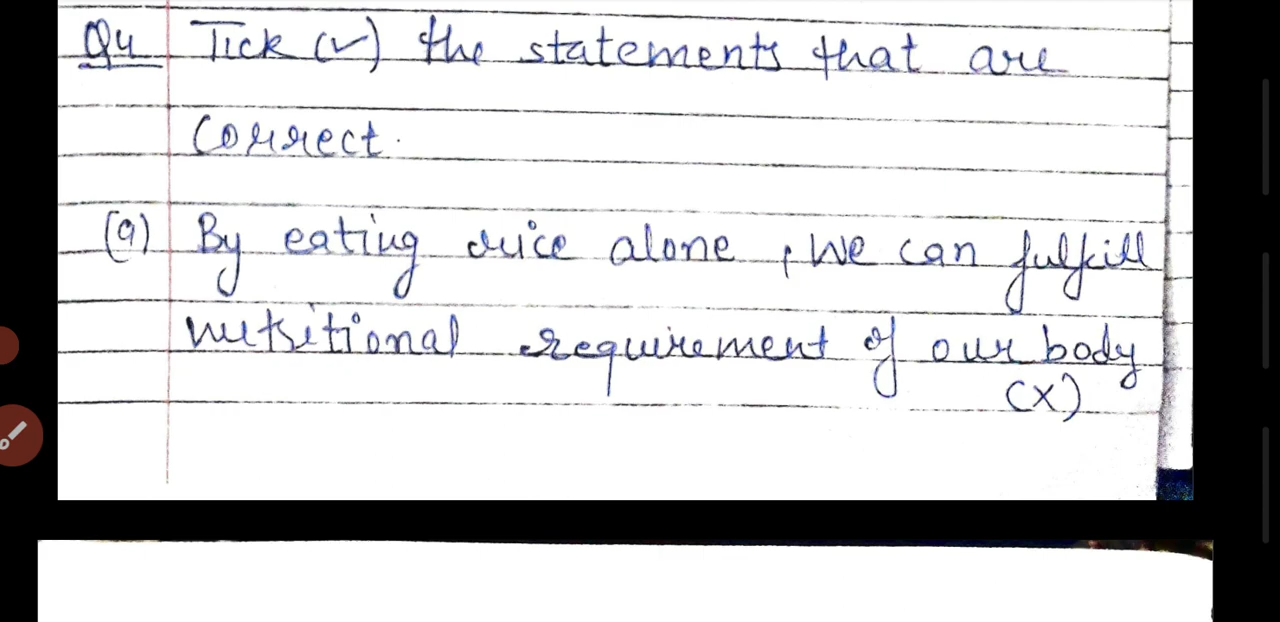 Q4 Tick (✓) the statements that are
correct.
(a) By eating rice alone, we can fulfill
nutritional requirement of our body
(X)